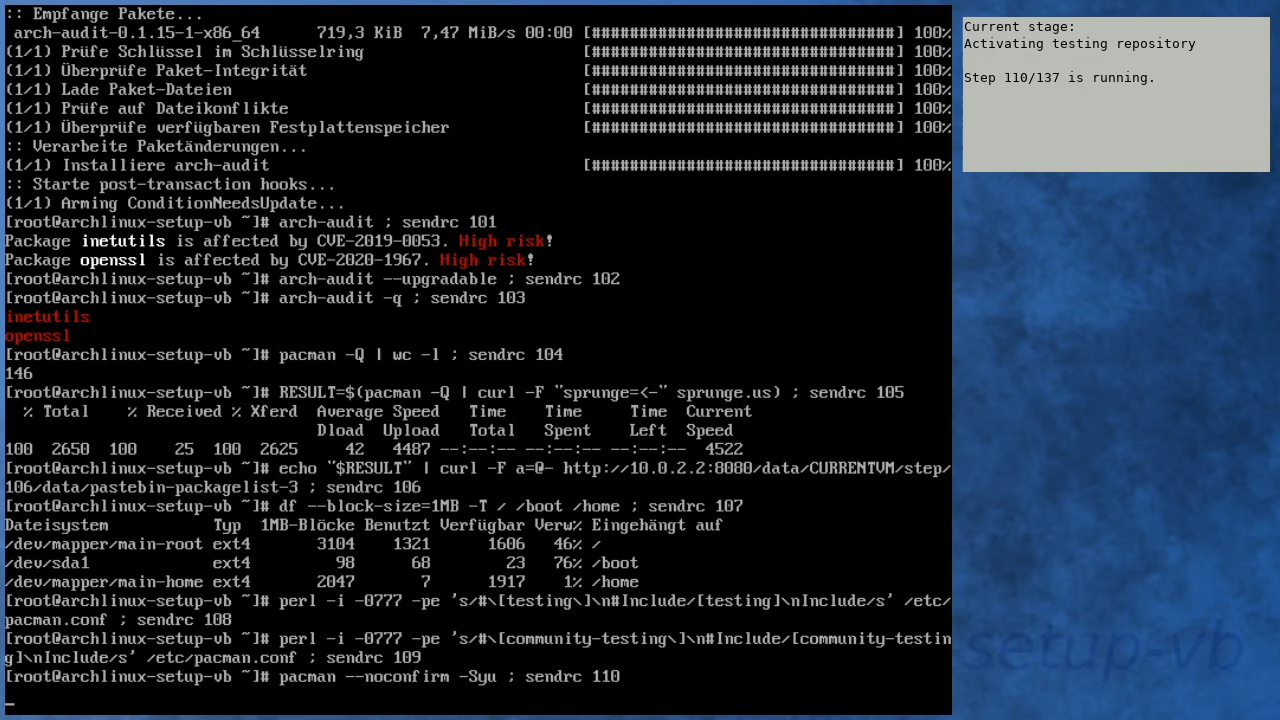 :: Empfange Pakete...
arch-audit-0.1.15-1-x86_64      719,3 KiB  7,47 MiB/s 00:00 [################################] 100%
(1/1) Prüfe Schlüssel im Schlüsselring [################################] 100%
(1/1) Überprüfe Paket-Integrität [################################] 100%
(1/1) Lade Paket-Dateien [################################] 100%
(1/1) Prüfe auf Dateikonflikte [################################] 100%
(1/1) Überprüfe verfügbaren Festplattenspeicher [################################] 100%
:: Verarbeite Paketänderungen...
(1/1) Installiere arch-audit [################################] 100%
:: Starte post-transaction hooks...
(1/1) Arming ConditionNeedsUpdate...
[root@archlinux-setup-vb ~]# arch-audit ; sendrc 101
Package inetutils is affected by CVE-2019-0053. High risk!
Package openssl is affected by CVE-2020-1967. High risk!
[root@archlinux-setup-vb ~]# arch-audit --upgradable ; sendrc 102
[root@archlinux-setup-vb ~]# arch-audit -q ; sendrc 103
inetutils
openssl
[root@archlinux-setup-vb ~]# pacman -Q | wc -l ; sendrc 104
146
[root@archlinux-setup-vb ~]# RESULT=$(pacman -Q | curl -F "sprunge=<-" sprunge.us) ; sendrc 105
  % Total    % Received % Xferd  Average Speed   Time    Time     Time  Current
                                 Dload  Upload   Total   Spent    Left  Speed
100  2650  100    25  100  2625     42   4487 --:--:-- --:--:-- --:--:--  4522
[root@archlinux-setup-vb ~]# echo "$RESULT" | curl -F a=@- http://10.0.2.2:8080/data/CURRENTVM/step/
106/data/pastebin-packagelist-3 ; sendrc 106
[root@archlinux-setup-vb ~]# df --block-size=1MB -T / /boot /home ; sendrc 107
Dateisystem           Typ  1MB-Blöcke Benutzt Verfügbar Verw% Eingehängt auf
/dev/mapper/main-root ext4       3104    1321      1606   46% /
/dev/sda1             ext4         98      68        23   76% /boot
/dev/mapper/main-home ext4       2047       7      1917    1% /home
[root@archlinux-setup-vb ~]# perl -i -0777 -pe 's/#\[testing\]\n#Include/[testing]\nInclude/s' /etc/
pacman.conf ; sendrc 108
[root@archlinux-setup-vb ~]# perl -i -0777 -pe 's/#\[community-testing\]\n#Include/[community-testin
g]\nInclude/s' /etc/pacman.conf ; sendrc 109
[root@archlinux-setup-vb ~]# pacman --noconfirm -Syu ; sendrc 110
_
Current stage:
Activating testing repository
Step 110/137 is running.
setup-vb